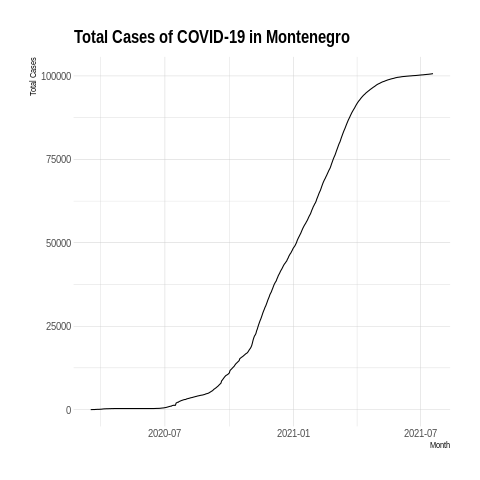 Total Cases of COVID-19 in Montenegro
Total Cases
100000
75000
50000
25000
0
2020-07
2021-01
2021-07
Month